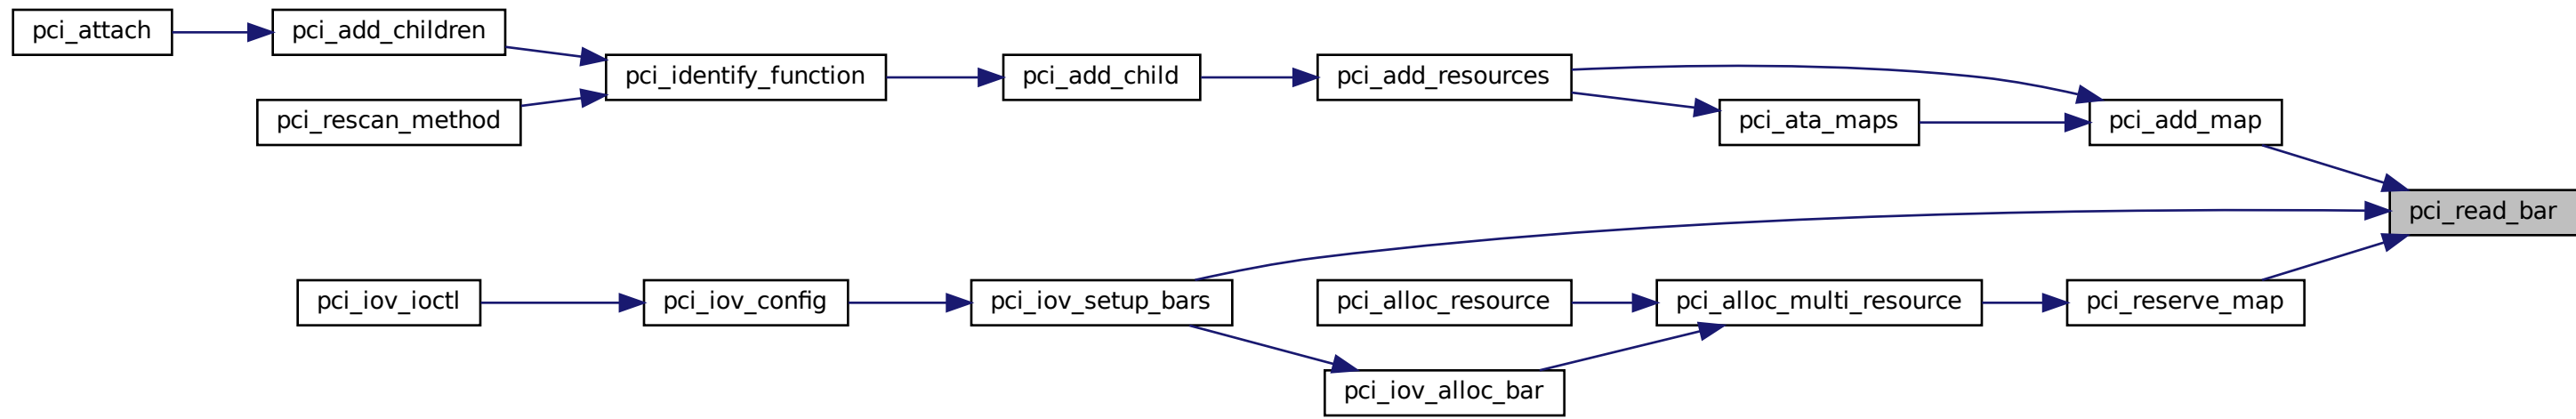 pci_attach
pci_add_children
pci_identify_function
pci_add_child
pci_add_resources
pci_rescan_method
pci_ata_maps
pci_add_map
pci_read_bar
pci_iov_ioctl
pci_iov_config
pci_iov_setup_bars
pci_alloc_resource
pci_alloc_multi_resource
pci_reserve_map
pci_iov_alloc_bar